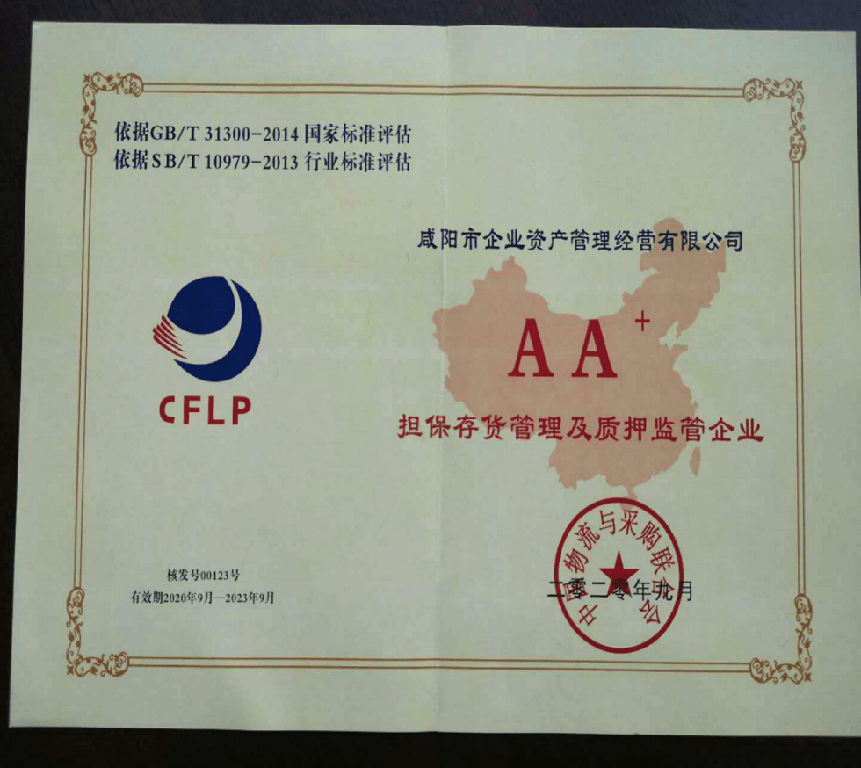 依据GB/T 31300-2014 国家标准评估
依据SB/T 10979-2013 行业标准评估
咸阳市企业资产管理经营有限公司
AA+
CFLP
担保存货管理及质押监管企业
中国物流与采购联合会
二零二零年九月
核发号00123号
有效期2020年9月—2023年9月